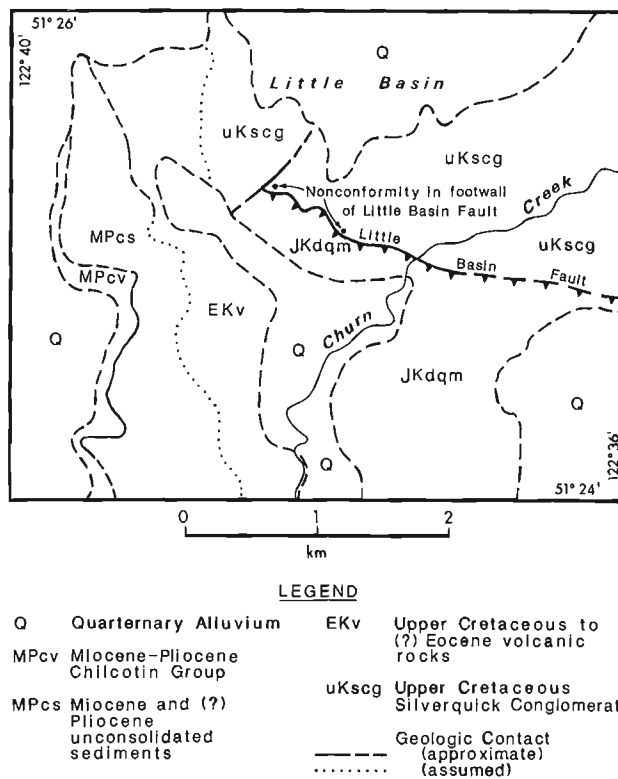 51° 26'
122° 40'
Q
Little Basin
uKscg
uKscg
Creek
Nonconformity in footwall
of Little Basin Fault
uKscg
MPcs
JKdqm
Little
Basin
Fault
MPcv
EKv
Churn
Q
Q
JKdqm
Q
Q
122° 36'
51° 24'
0 1 2
km
LEGEND
Q Quarternary Alluvium
MPcv Miocene-Pliocene
Chilcotin Group
MPcs Miocene and (?)
Pliocene
unconsolidated
sediments
EKv Upper Cretaceous to
(?) Eocene volcanic
rocks
uKscg Upper Cretaceous
Silverquick Conglomerat
Geologic Contact
(approximate)
(assumed)